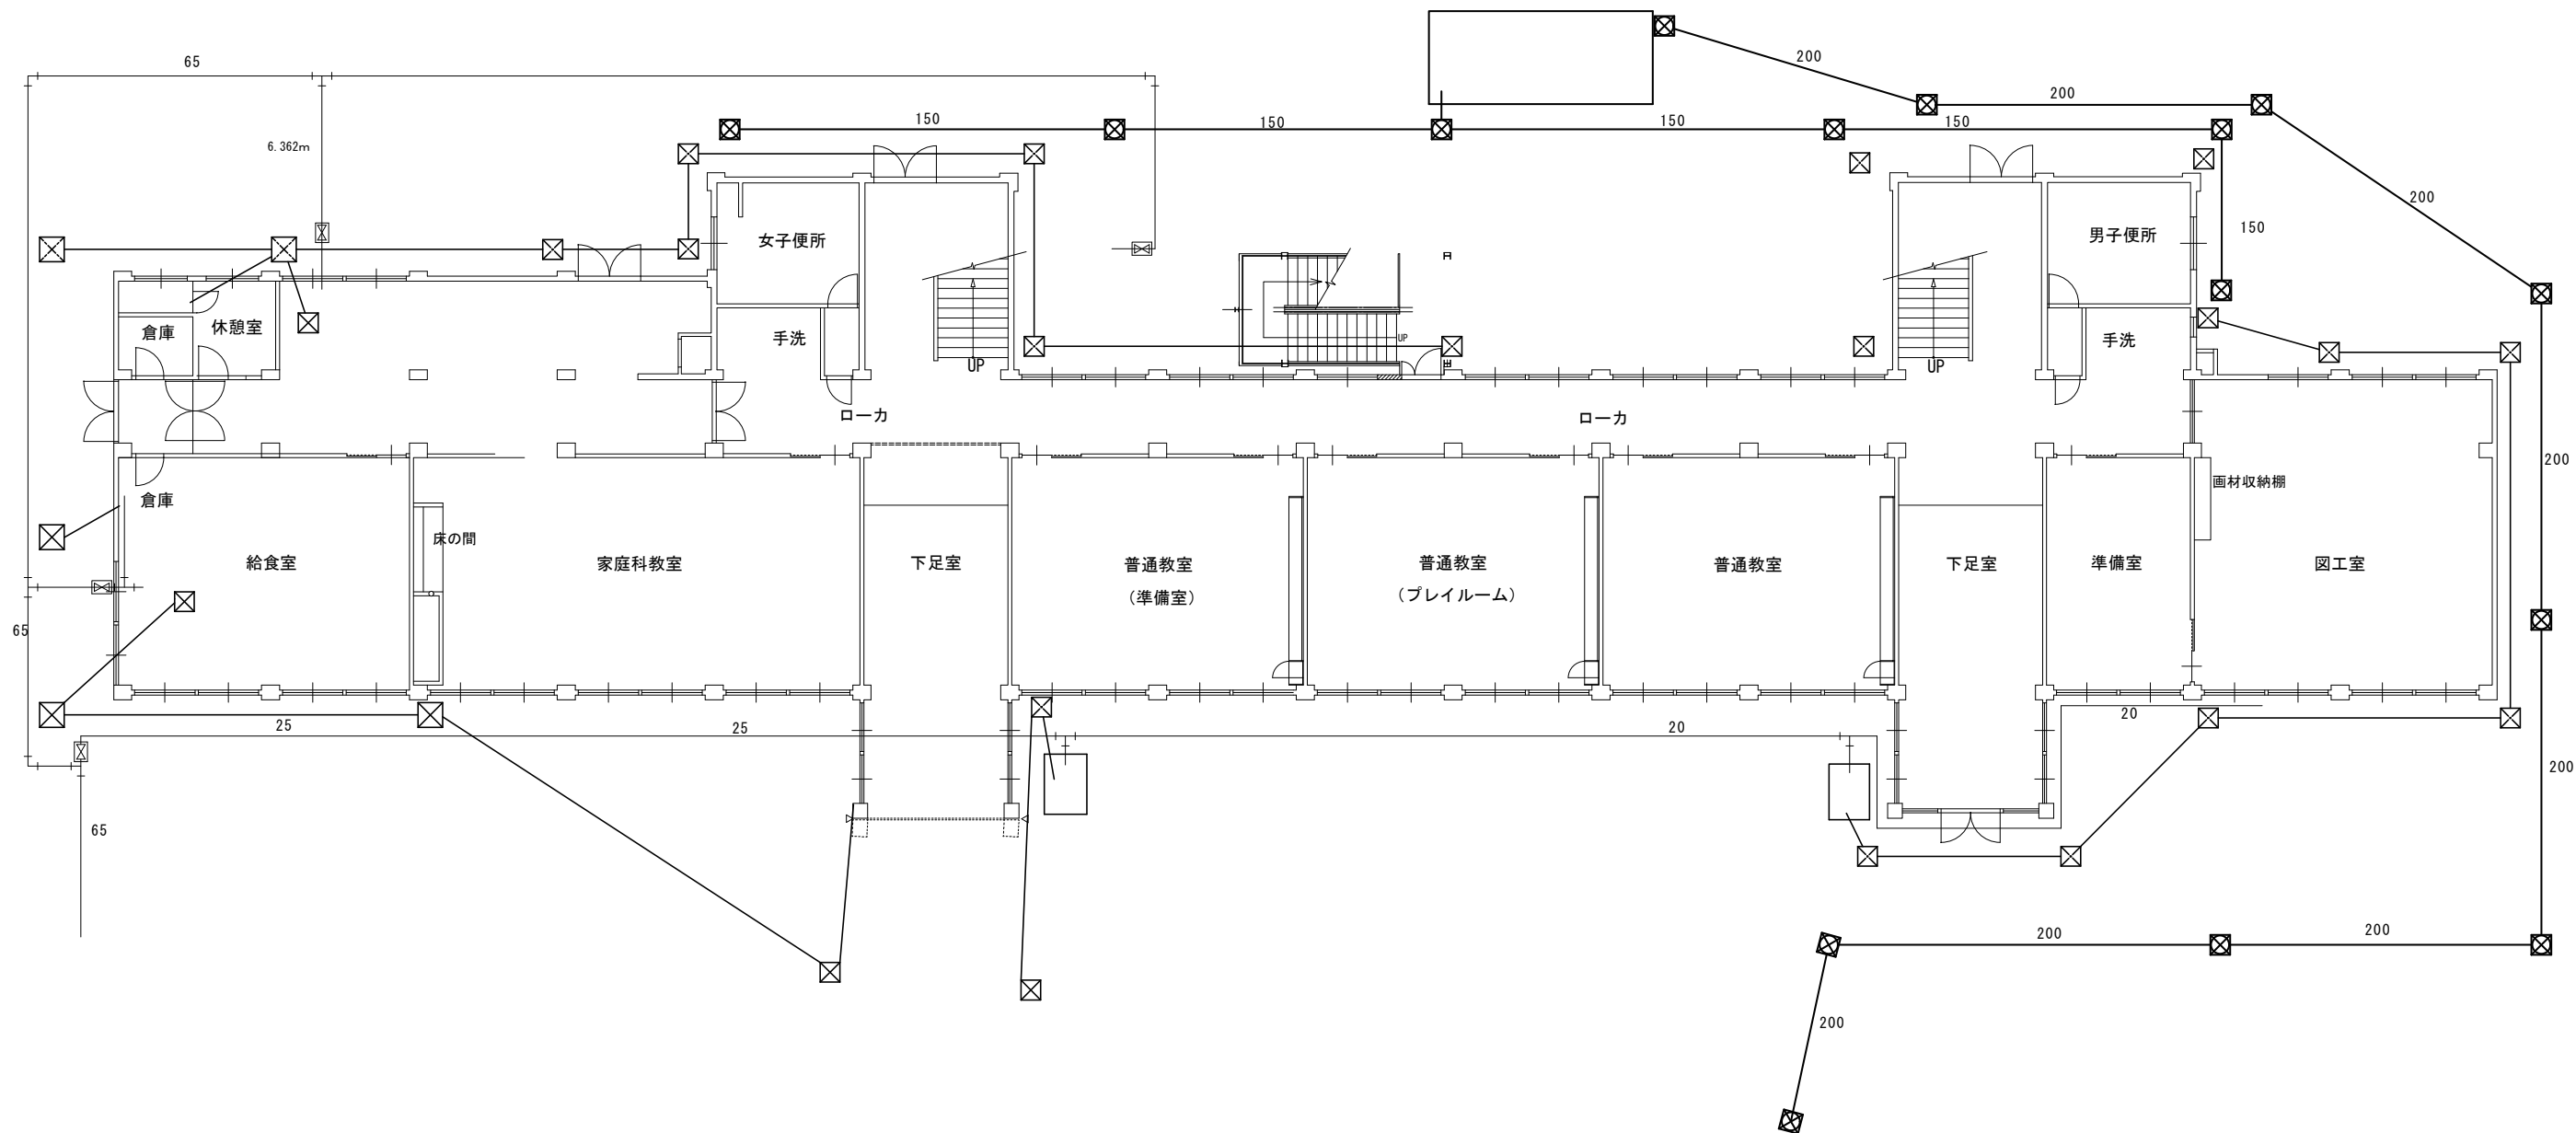 65
200
200
150
150
150
150
6.362m
200
150
女子便所
男子便所
倉庫
休憩室
手洗
手洗
UP
UP
UP
ローカ
ローカ
200
画材収納棚
倉庫
床の間
給食室
家庭科教室
下足室
普通教室
（準備室）
普通教室
（プレイルーム）
普通教室
下足室
準備室
図工室
65
25
25
20
20
200
65
200
200
200